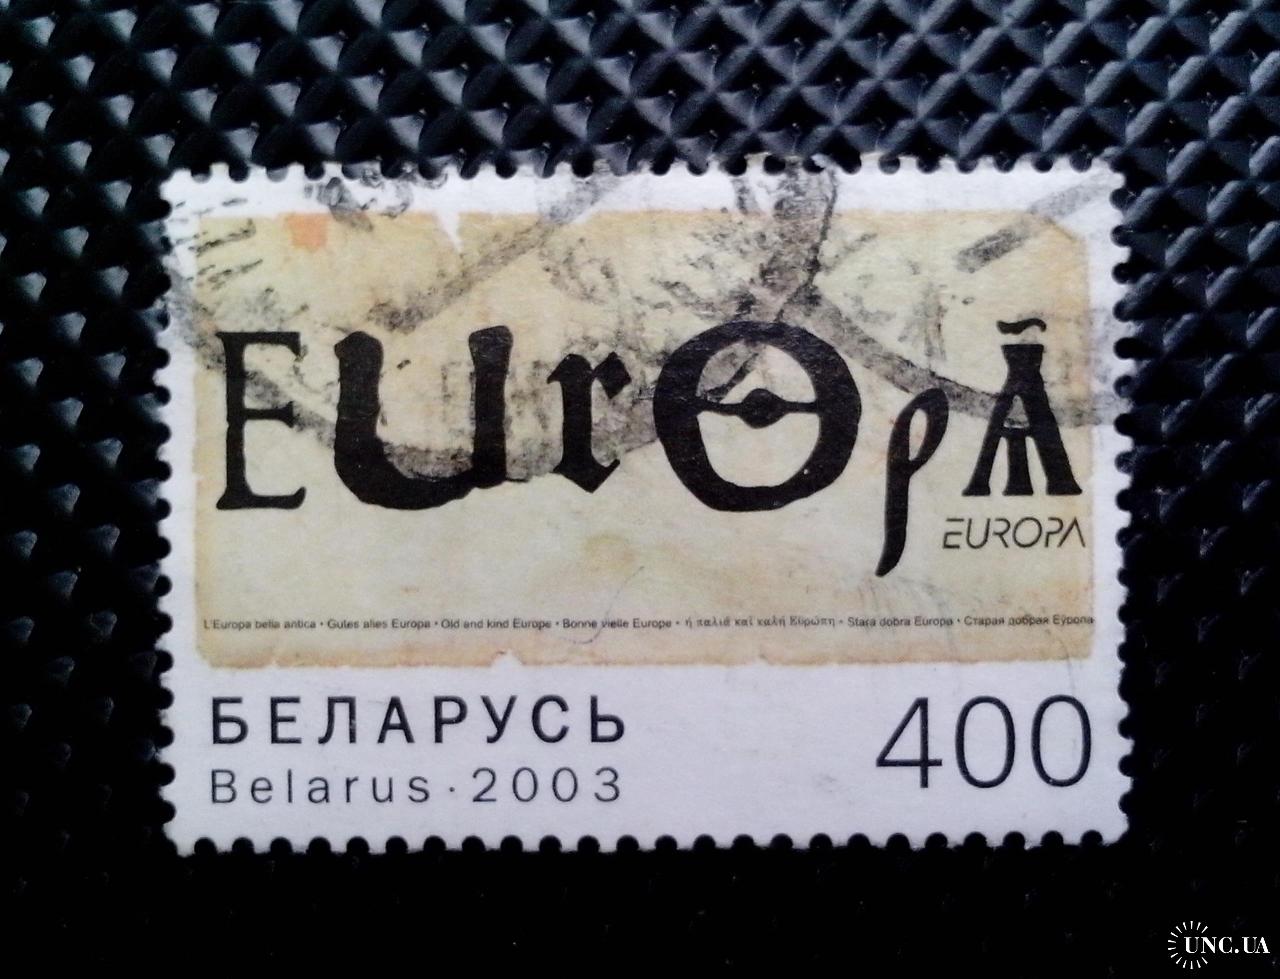 EUrOpA
EUROPA
L'Europa bella antica • Gutes altes Europa • Old and kind Europe • Bonne vieille Europe • ἡ παλιὰ καὶ καλὴ Εὐρώπη • Stara dobra Europa • Старая добрая Еўропа
БЕЛАРУСЬ
Belarus · 2003
400
UNC.UA